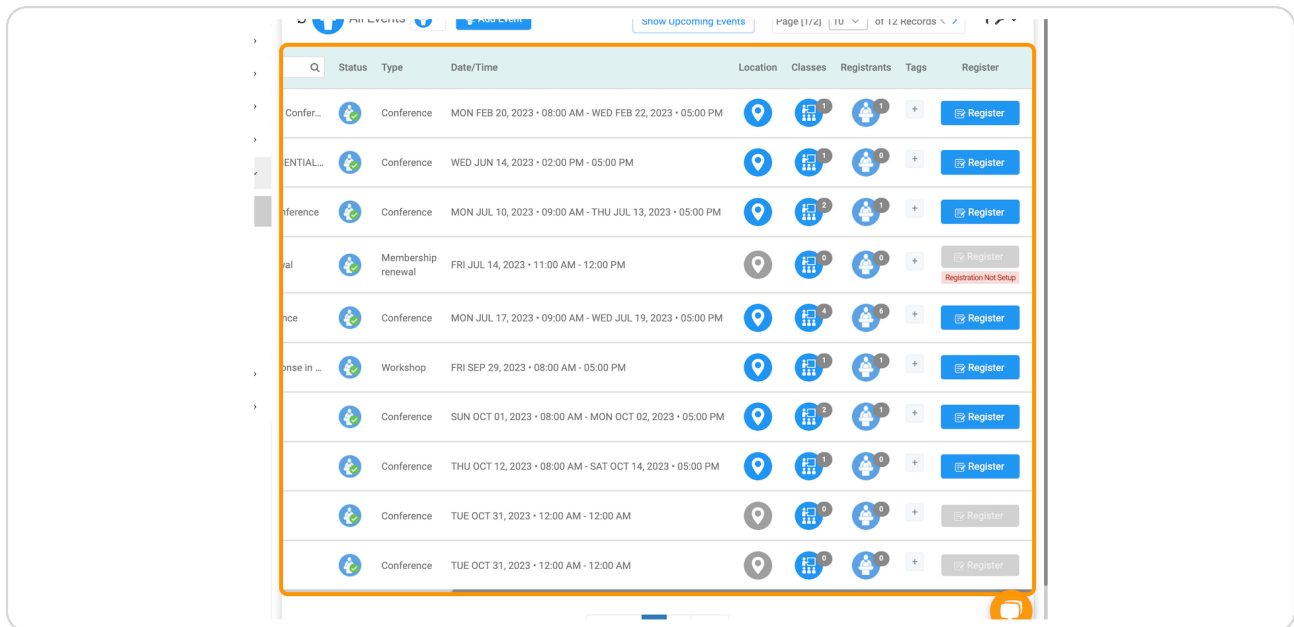 All Events
Add Event
Show Upcoming Events
Page [1/2] 10 of 12 Records
Status Type Date/Time Location Classes Registrants Tags Register
Confer... Conference MON FEB 20, 2023 • 08:00 AM - WED FEB 22, 2023 • 05:00 PM 1 1 + Register
ENTIAL... Conference WED JUN 14, 2023 • 02:00 PM - 05:00 PM 1 0 + Register
nference Conference MON JUL 10, 2023 • 09:00 AM - THU JUL 13, 2023 • 05:00 PM 2 1 + Register
val Membership renewal FRI JUL 14, 2023 • 11:00 AM - 12:00 PM 0 0 + Register
Registration Not Setup
nce Conference MON JUL 17, 2023 • 09:00 AM - WED JUL 19, 2023 • 05:00 PM 4 6 + Register
onse in ... Workshop FRI SEP 29, 2023 • 08:00 AM - 05:00 PM 1 1 + Register
Conference SUN OCT 01, 2023 • 08:00 AM - MON OCT 02, 2023 • 05:00 PM 2 1 + Register
Conference THU OCT 12, 2023 • 08:00 AM - SAT OCT 14, 2023 • 05:00 PM 1 0 + Register
Conference TUE OCT 31, 2023 • 12:00 AM - 12:00 AM 0 0 + Register
Conference TUE OCT 31, 2023 • 12:00 AM - 12:00 AM 0 0 + Register